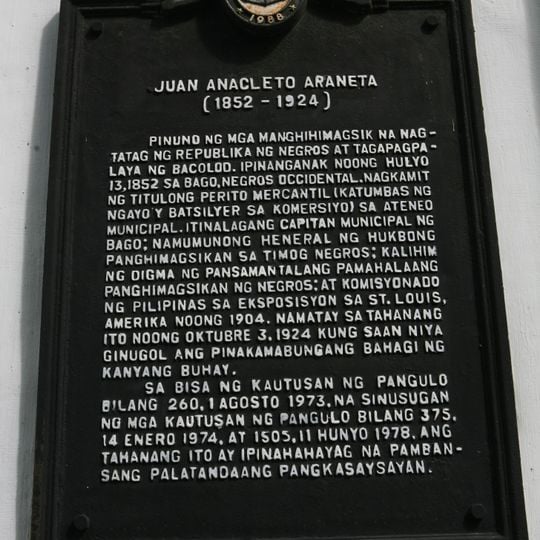 1988
JUAN ANACLETO ARANETA
(1852 - 1924)
PINUNO NG MGA MANGHIHIMAGSIK NA NAG-
TATAG NG REPUBLIKA NG NEGROS AT TAGAPAGPA-
LAYA NG BACOLOD. IPINANGANAK NOONG HULYO
13,1852 SA BAGO,NEGROS OCCIDENTAL.NAGKAMIT
NG TITULONG PERITO MERCANTIL(KATUMBAS NG
NGAYO'Y BATSILYER SA KOMERSIYO) SA ATENEO
MUNICIPAL. ITINALAGANG CAPITAN MUNICIPAL NG
BAGO; NAMUMUNONG HENERAL NG HUKBONG
PANGHIMAGSIKAN SA TIMOG NEGROS; KALIHIM
NG DIGMA NG PANSAMANTALANG PAMAHALAANG
PANGHIMAGSIKAN NG NEGROS; AT KOMISYONADO
NG PILIPINAS SA EKSPOSISYON SA ST. LOUIS,
AMERIKA NOONG 1904. NAMATAY SA TAHANANG
ITO NOONG OKTUBRE 3,1924 KUNG SAAN NIYA
GINUGOL ANG PINAKAMABUNGANG BAHAGI NG
KANYANG BUHAY.
SA BISA NG KAUTUSAN NG PANGULO
BILANG 260, 1 AGOSTO 1973, NA SINUSUGAN
NG MGA KAUTUSAN NG PANGULO BILANG 375,
14 ENERO 1974, AT 1505, 11 HUNYO 1978, ANG
TAHANANG ITO AY IPINAHAHAYAG NA PAMBAN-
SANG PALATANDAANG PANGKASAYSAYAN.